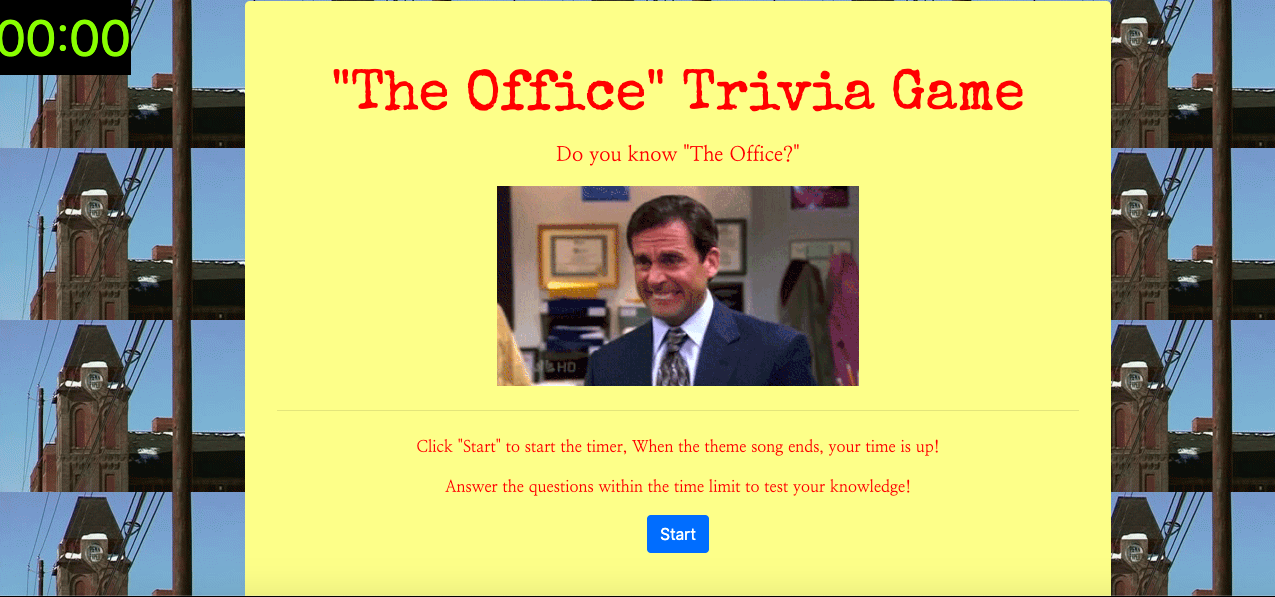 00:00
"The Office" Trivia Game
Do you know "The Office?"
HD
Click "Start" to start the timer, When the theme song ends, your time is up!
Answer the questions within the time limit to test your knowledge!
Start